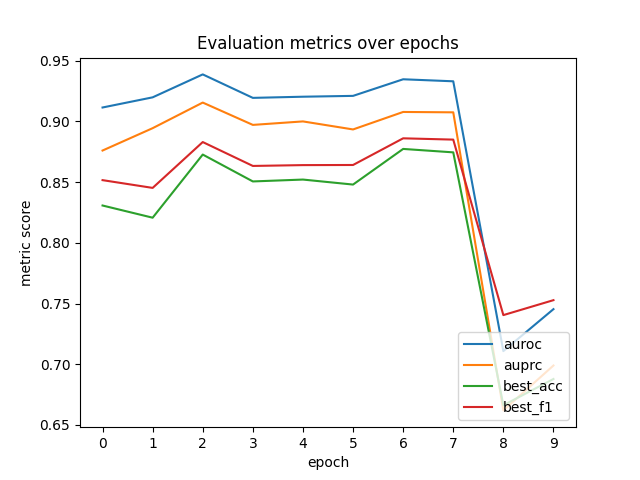 Evaluation metrics over epochs
metric score
0.95
0.90
0.85
0.80
0.75
0.70
0.65
auroc
auprc
best_acc
best_f1
0 1 2 3 4 5 6 7 8 9
epoch